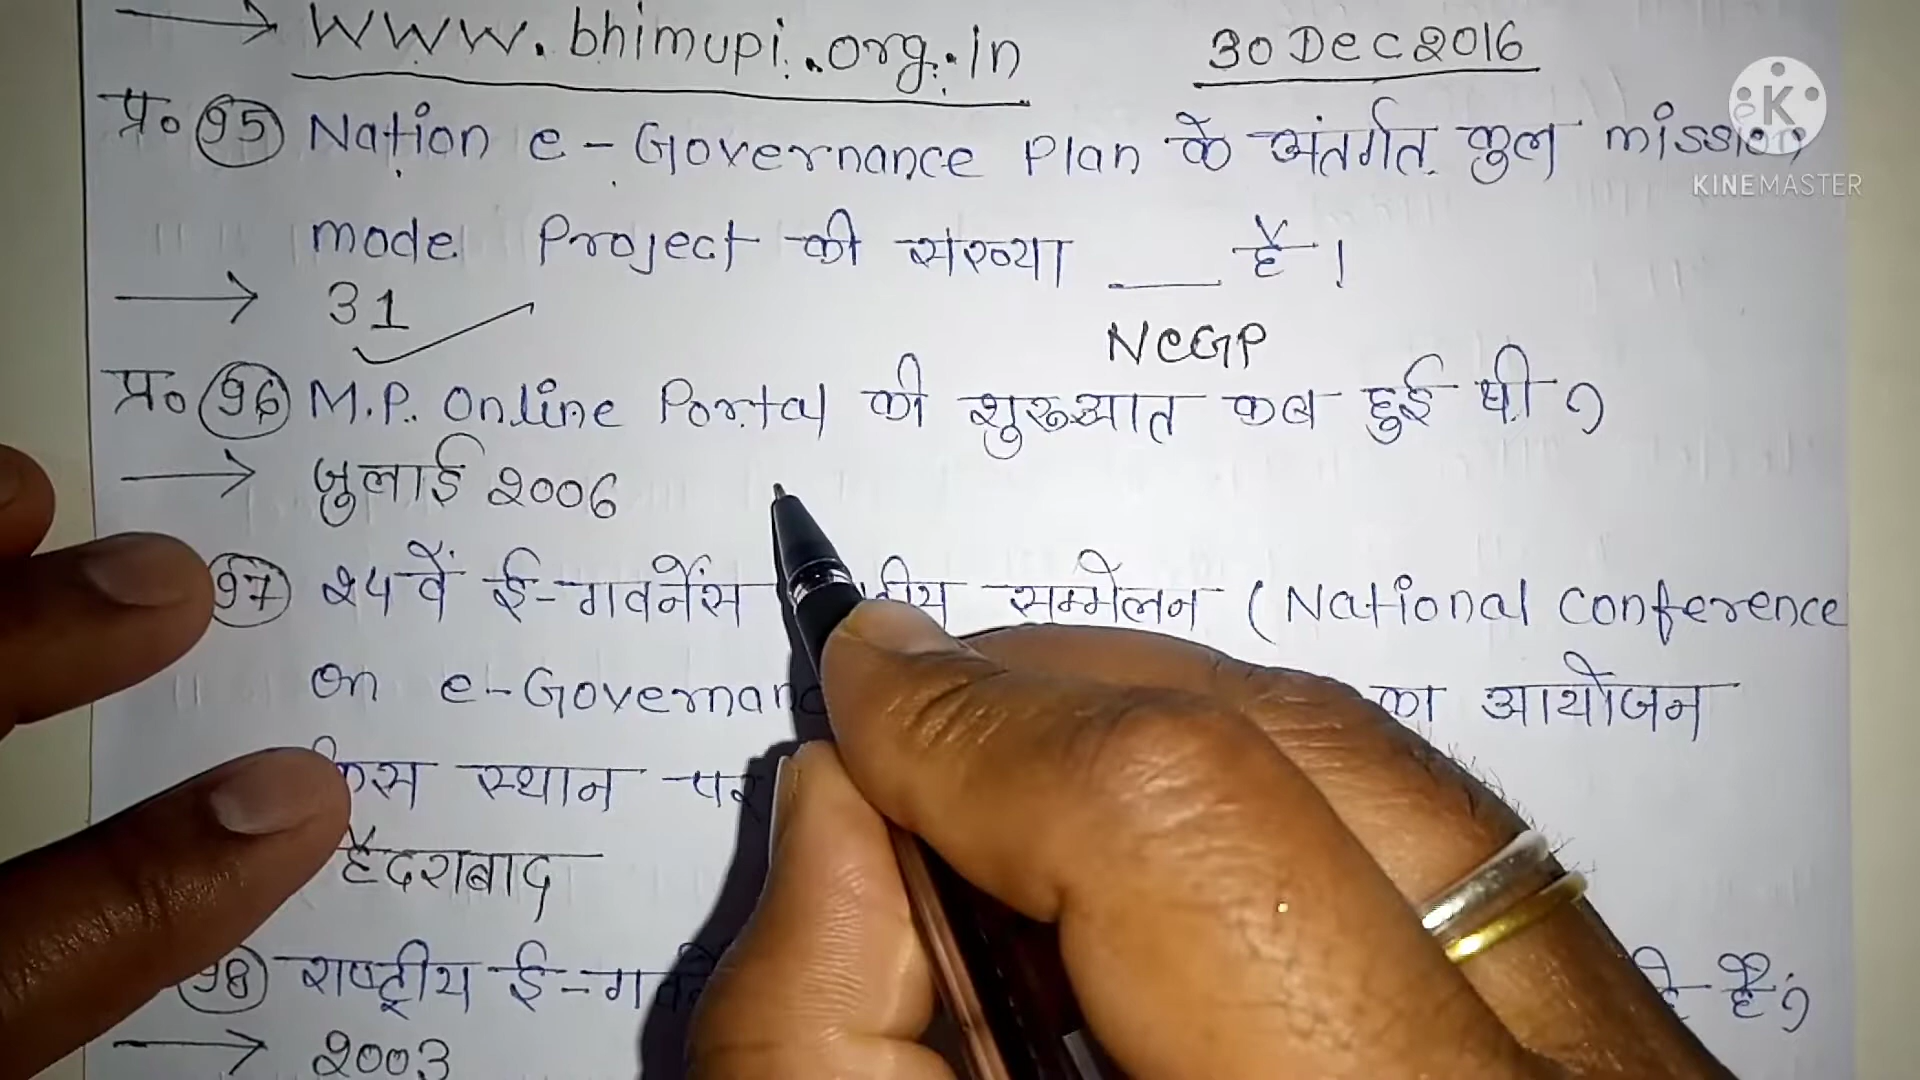 www.bhimupi.org.in 30 Dec 2016
प्र० 95 Nation e-Governance Plan के अंतर्गत कुल mission
KINEMASTER
mode Project की संख्या ___ है।
31
NeGP
प्र० 96 M.P. Online Portal की शुरूआत कब हुई थी ?
जुलाई 2006
97 24वें ई-गवर्नेंस सम्मेलन (National Conference
on का आयोजन
किस स्थान पर
हैदराबाद
98 राष्ट्रीय है?
2003